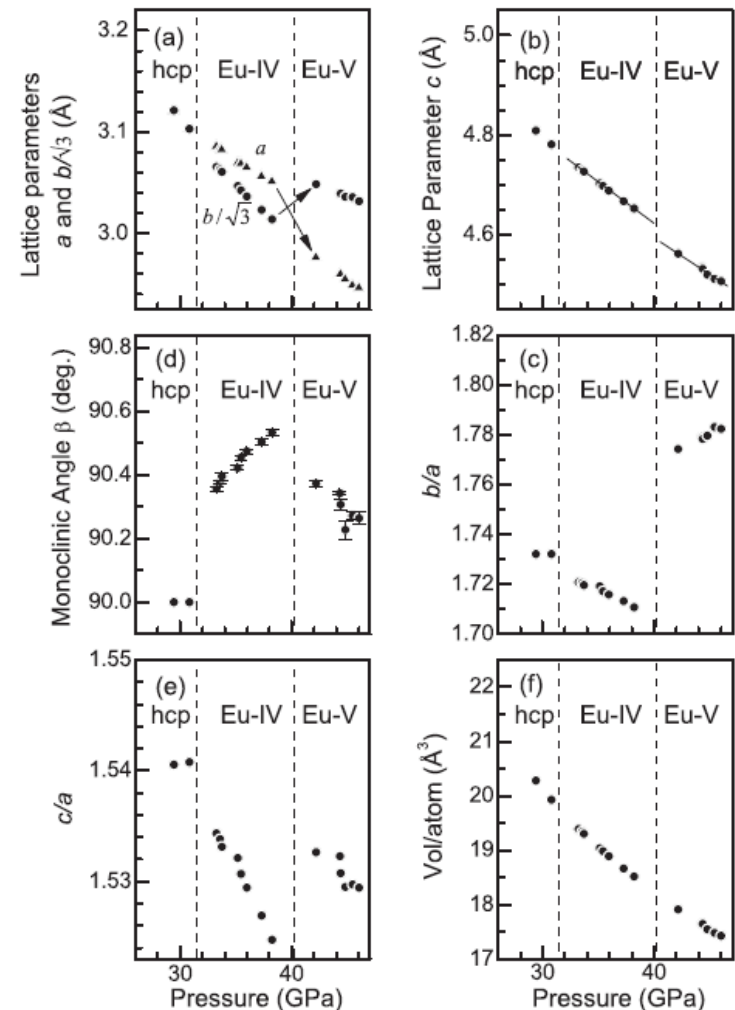 (a)
hcp
Eu-IV
Eu-V
a
b/√3
3.2
3.1
3.0
Lattice parameters
a and b/√3 (Å)
(b)
hcp
Eu-IV
Eu-V
5.0
4.8
4.6
Lattice Parameter c (Å)
(d)
hcp
Eu-IV
Eu-V
90.8
90.6
90.4
90.2
90.0
Monoclinic Angle β (deg.)
(c)
hcp
Eu-IV
Eu-V
1.82
1.80
1.78
1.76
1.74
1.72
1.70
b/a
(e)
hcp
Eu-IV
Eu-V
1.55
1.54
1.53
c/a
30
40
Pressure (GPa)
(f)
hcp
Eu-IV
Eu-V
22
21
20
19
18
17
Vol/atom (Å³)
30
40
Pressure (GPa)